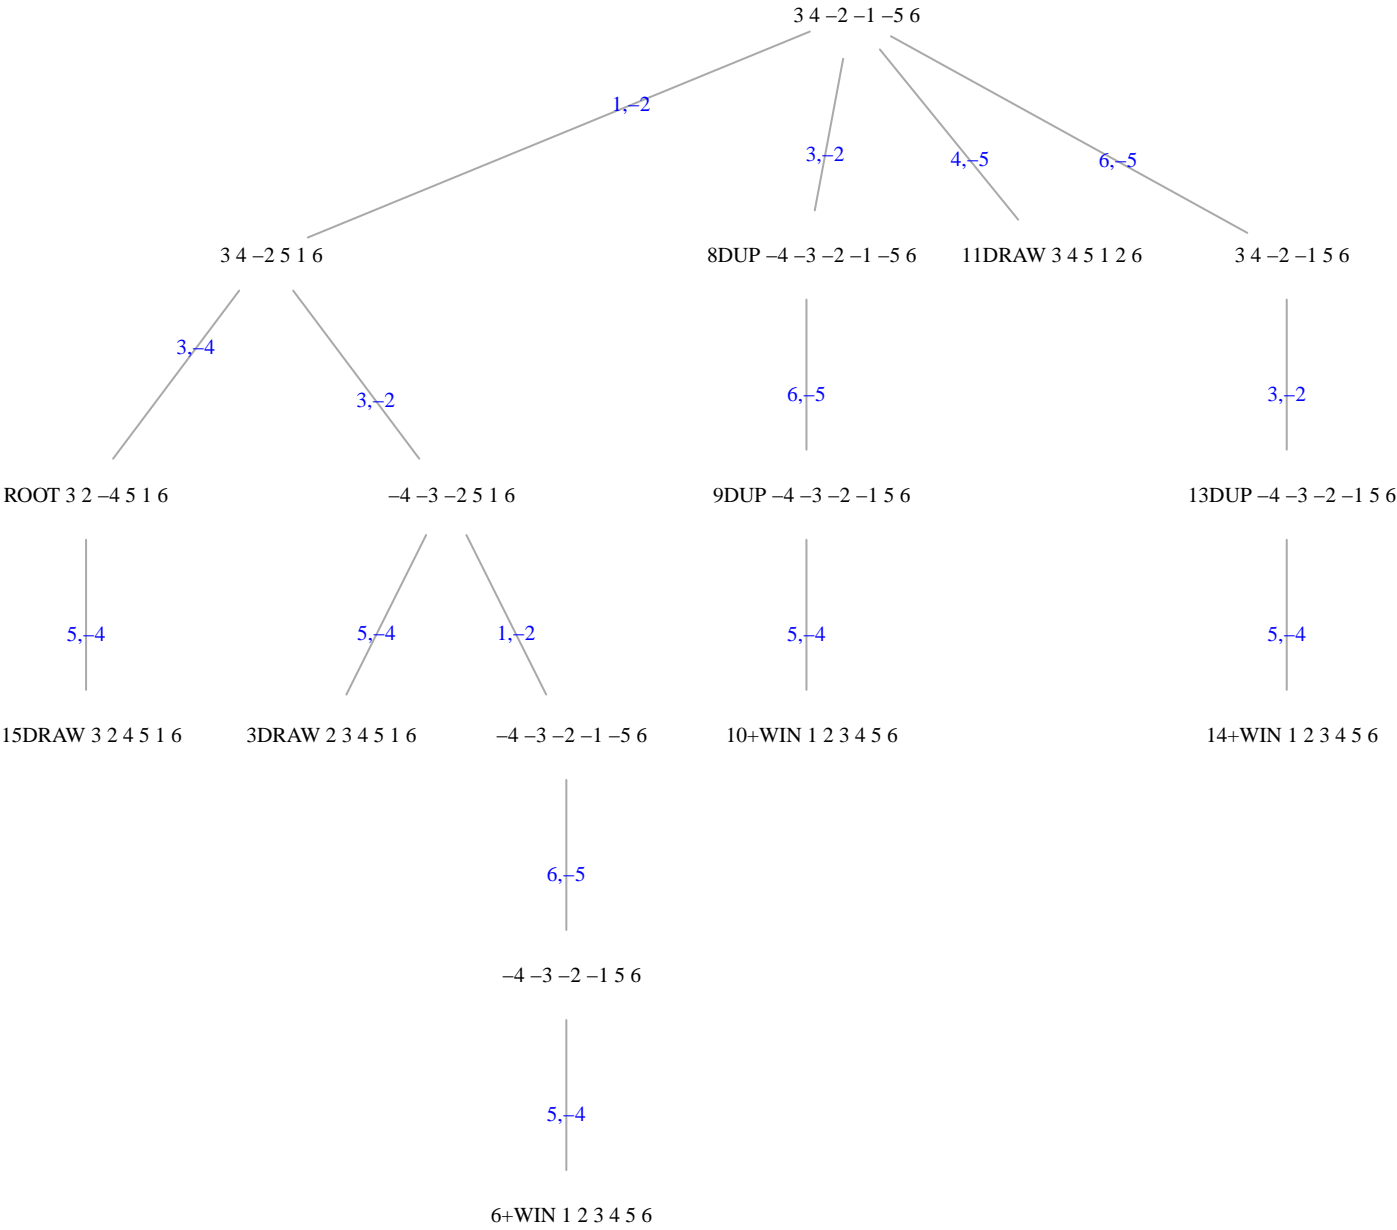 3 4 –2 –1 –5 6
1,–2
3,–2
4,–5
6,–5
3 4 –2 5 1 6
8DUP –4 –3 –2 –1 –5 6
11DRAW 3 4 5 1 2 6
3 4 –2 –1 5 6
3,–4
3,–2
6,–5
3,–2
ROOT 3 2 –4 5 1 6
–4 –3 –2 5 1 6
9DUP –4 –3 –2 –1 5 6
13DUP –4 –3 –2 –1 5 6
5,–4
5,–4
1,–2
5,–4
5,–4
15DRAW 3 2 4 5 1 6
3DRAW 2 3 4 5 1 6
–4 –3 –2 –1 –5 6
10+WIN 1 2 3 4 5 6
14+WIN 1 2 3 4 5 6
6,–5
–4 –3 –2 –1 5 6
5,–4
6+WIN 1 2 3 4 5 6